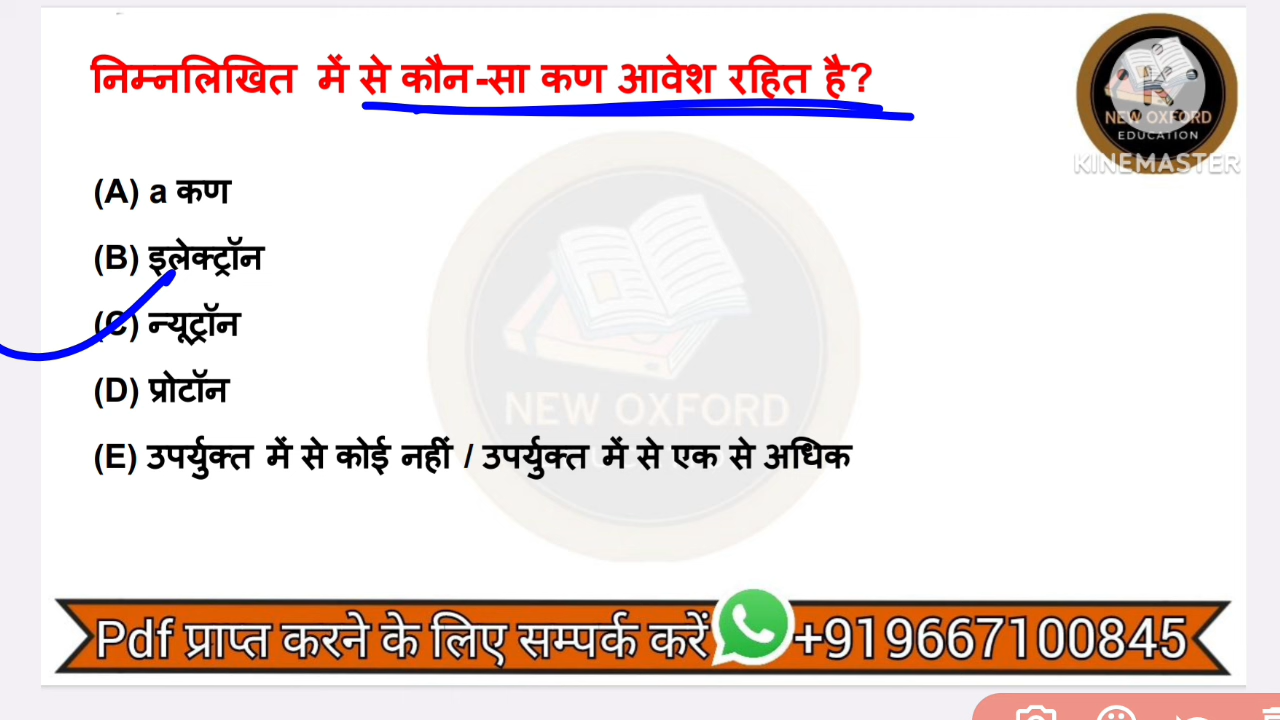 निम्नलिखित में से कौन-सा कण आवेश रहित है?
NEW OXFORD
EDUCATION
KINEMASTER
(A) a कण
(B) इलेक्ट्रॉन
(C) न्यूट्रॉन
(D) प्रोटॉन
NEW OXFORD
(E) उपर्युक्त में से कोई नहीं / उपर्युक्त में से एक से अधिक
Pdf प्राप्त करने के लिए सम्पर्क करें +919667100845